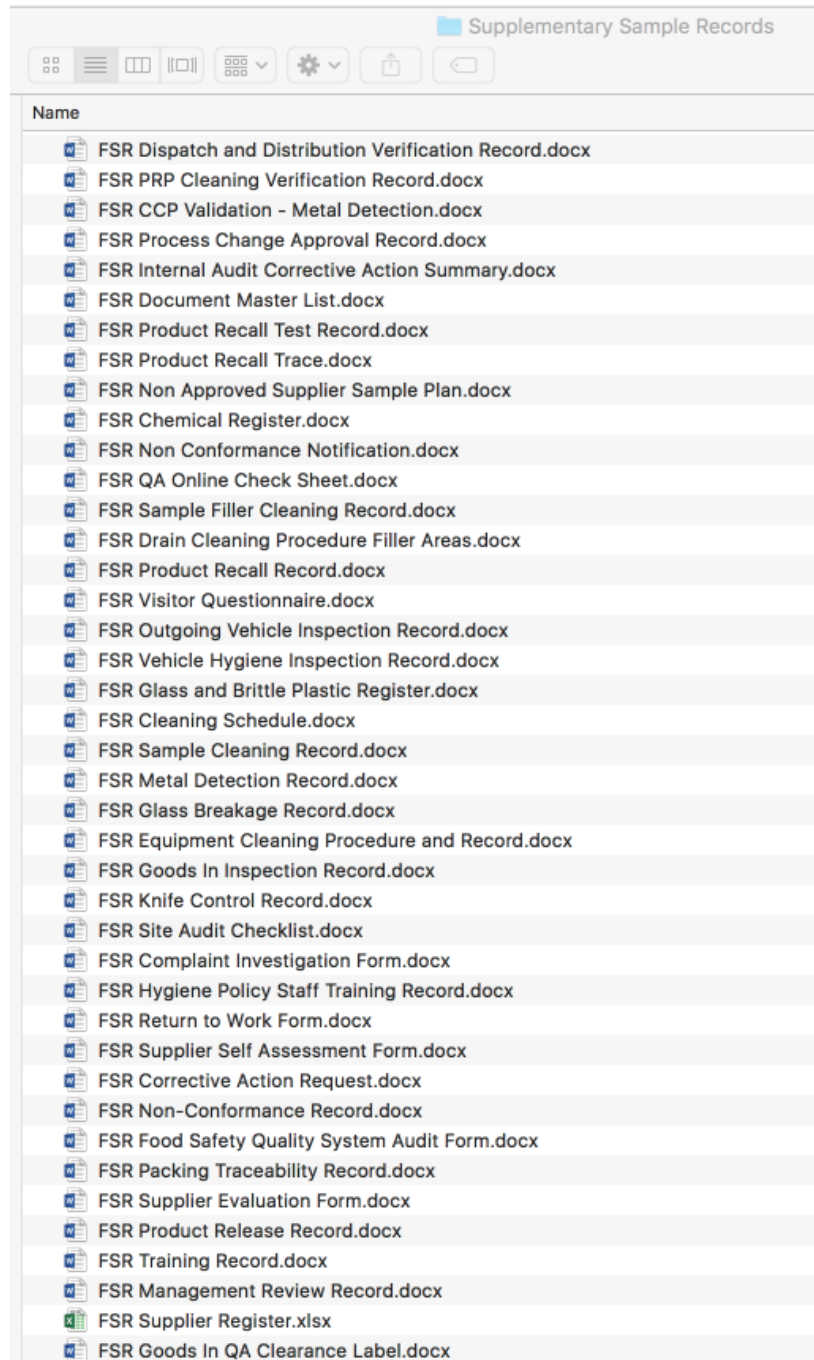 Supplementary Sample Records
Name
FSR Dispatch and Distribution Verification Record.docx
FSR PRP Cleaning Verification Record.docx
FSR CCP Validation - Metal Detection.docx
FSR Process Change Approval Record.docx
FSR Internal Audit Corrective Action Summary.docx
FSR Document Master List.docx
FSR Product Recall Test Record.docx
FSR Product Recall Trace.docx
FSR Non Approved Supplier Sample Plan.docx
FSR Chemical Register.docx
FSR Non Conformance Notification.docx
FSR QA Online Check Sheet.docx
FSR Sample Filler Cleaning Record.docx
FSR Drain Cleaning Procedure Filler Areas.docx
FSR Product Recall Record.docx
FSR Visitor Questionnaire.docx
FSR Outgoing Vehicle Inspection Record.docx
FSR Vehicle Hygiene Inspection Record.docx
FSR Glass and Brittle Plastic Register.docx
FSR Cleaning Schedule.docx
FSR Sample Cleaning Record.docx
FSR Metal Detection Record.docx
FSR Glass Breakage Record.docx
FSR Equipment Cleaning Procedure and Record.docx
FSR Goods In Inspection Record.docx
FSR Knife Control Record.docx
FSR Site Audit Checklist.docx
FSR Complaint Investigation Form.docx
FSR Hygiene Policy Staff Training Record.docx
FSR Return to Work Form.docx
FSR Supplier Self Assessment Form.docx
FSR Corrective Action Request.docx
FSR Non-Conformance Record.docx
FSR Food Safety Quality System Audit Form.docx
FSR Packing Traceability Record.docx
FSR Supplier Evaluation Form.docx
FSR Product Release Record.docx
FSR Training Record.docx
FSR Management Review Record.docx
FSR Supplier Register.xlsx
FSR Goods In QA Clearance Label.docx